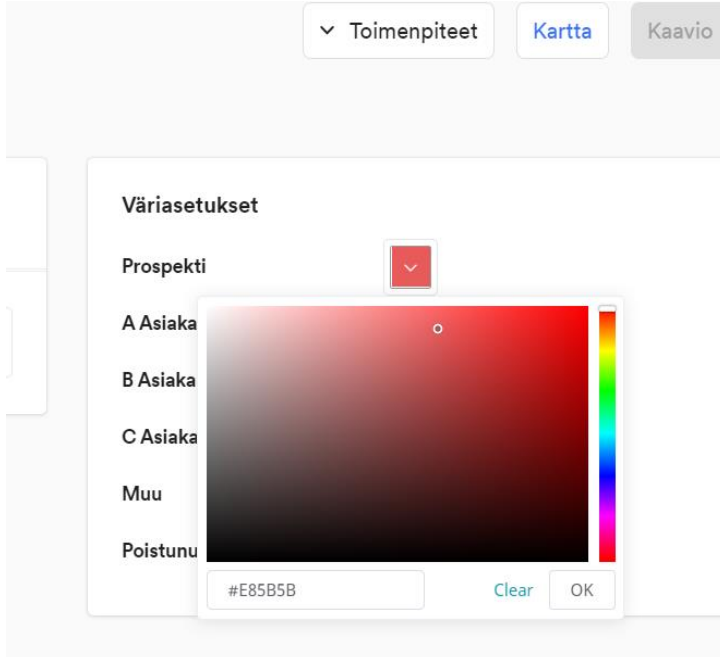 Toimenpiteet Kartta Kaavio
Väriasetukset
Prospekti
A Asiaka
B Asiaka
C Asiaka
Muu
Poistunu
#E85B5B Clear OK